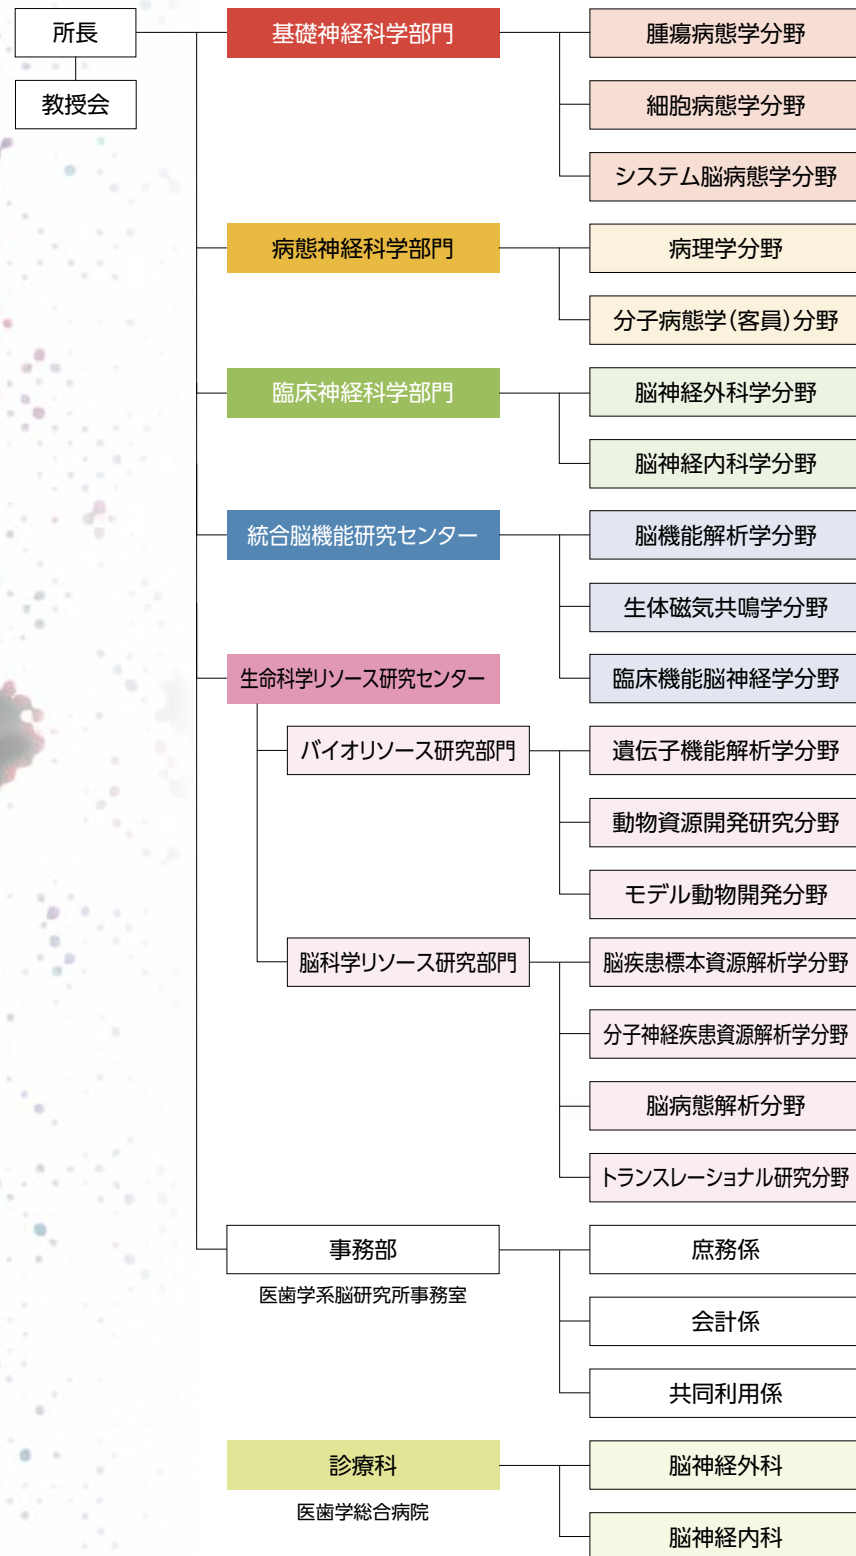 所長
教授会
基礎神経科学部門
腫瘍病態学分野
細胞病態学分野
システム脳病態学分野
病態神経科学部門
病理学分野
分子病態学(客員)分野
臨床神経科学部門
脳神経外科学分野
脳神経内科学分野
統合脳機能研究センター
脳機能解析学分野
生体磁気共鳴学分野
臨床機能脳神経学分野
生命科学リソース研究センター
バイオリソース研究部門
遺伝子機能解析学分野
動物資源開発研究分野
モデル動物開発分野
脳科学リソース研究部門
脳疾患標本資源解析学分野
分子神経疾患資源解析学分野
脳病態解析分野
トランスレーショナル研究分野
事務部
医歯学系脳研究所事務室
庶務係
会計係
共同利用係
診療科
医歯学総合病院
脳神経外科
脳神経内科